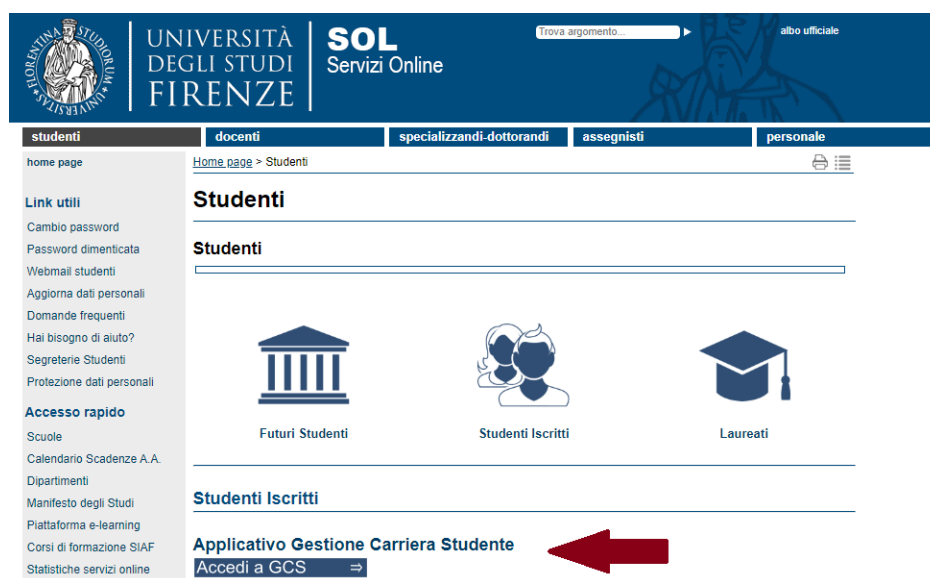 FLORENTINA STUDIORUM UNIVERSITAS
UNIVERSITÀ
DEGLI STUDI
FIRENZE
SOL
Servizi Online
Trova argomento...
albo ufficiale
studenti
docenti
specializzandi-dottorandi
assegnisti
personale
home page
Home page > Studenti
Link utili
Cambio password
Password dimenticata
Webmail studenti
Aggiorna dati personali
Domande frequenti
Hai bisogno di aiuto?
Segreterie Studenti
Protezione dati personali
Accesso rapido
Scuole
Calendario Scadenze A.A.
Dipartimenti
Manifesto degli Studi
Piattaforma e-learning
Corsi di formazione SIAF
Statistiche servizi online
Studenti
Studenti
Futuri Studenti
Studenti Iscritti
Laureati
Studenti Iscritti
Applicativo Gestione Carriera Studente
Accedi a GCS ⇒